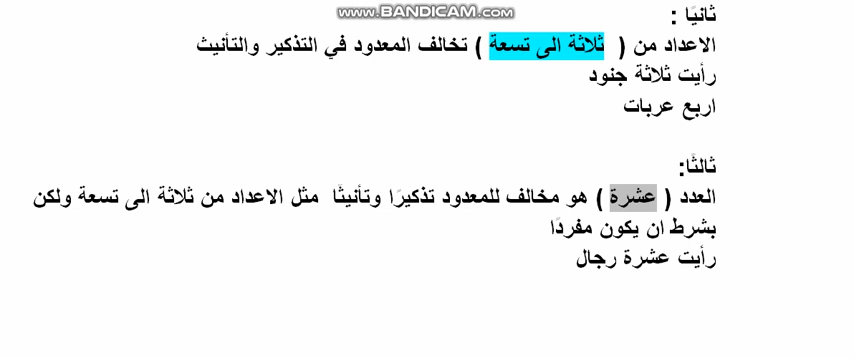 www.BANDICAM.com
ثانيًا :
الاعداد من ( ثلاثة الى تسعة ) تخالف المعدود في التذكير والتأنيث
رأيت ثلاثة جنود
اربع عربات
ثالثًا:
العدد ( عشرة ) هو مخالف للمعدود تذكيرًا وتأنيثًا مثل الاعداد من ثلاثة الى تسعة ولكن
بشرط ان يكون مفردًا
رأيت عشرة رجال